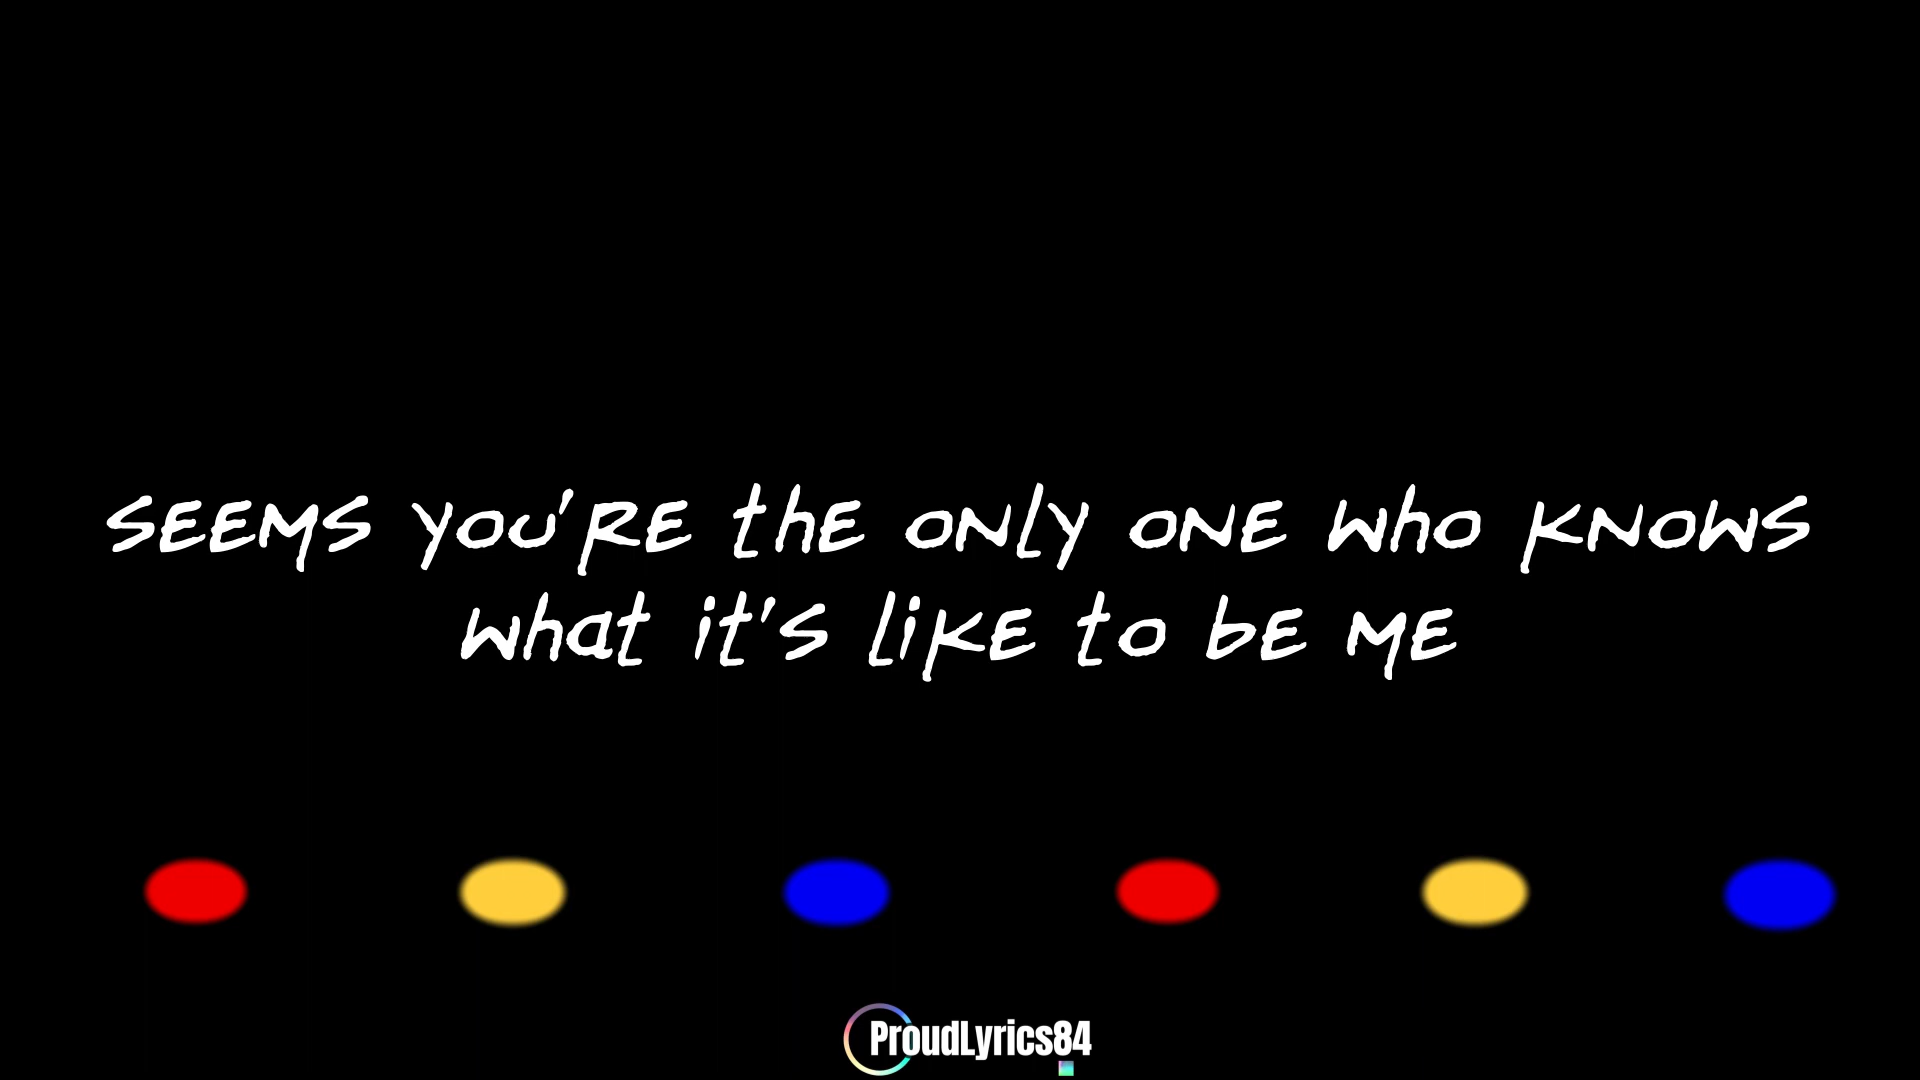 SEEMS YOU'RE thE ONly ONE who KNOWS
what it's likE to bE ME
ProudLyrics84